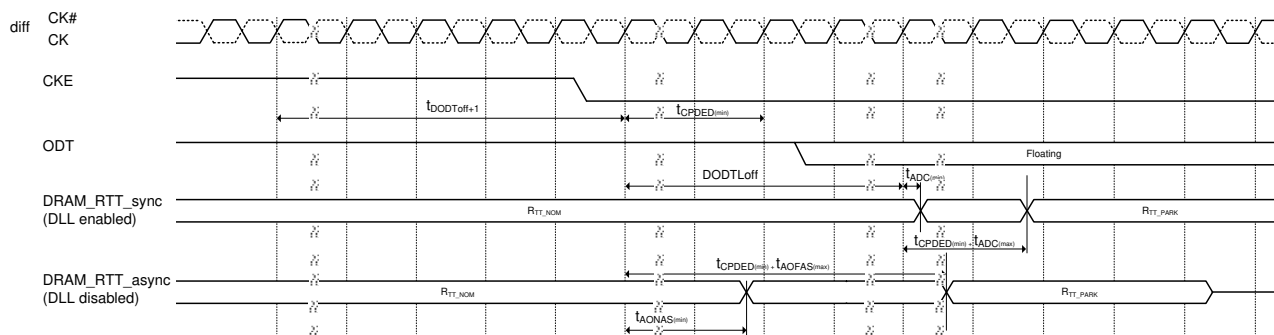 diff
CK#
CK
CKE
tDODToff+1
tCPDED(min)
ODT
Floating
DODTLoff
tADC(min)
DRAM_RTT_sync
(DLL enabled)
RTT_NOM
RTT_PARK
tCPDED(min) + tADC(max)
tCPDED(min) + tAOFAS(max)
DRAM_RTT_async
(DLL disabled)
RTT_NOM
RTT_PARK
tAONAS(min)